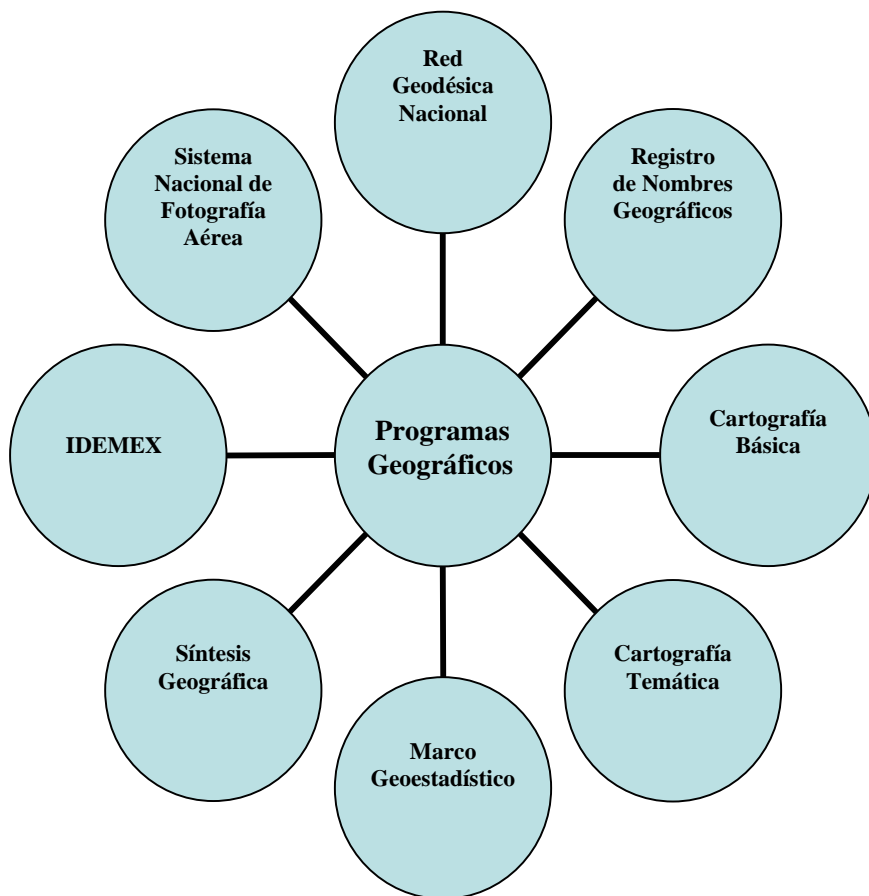 Red
Geodésica
Nacional
Registro
de Nombres
Geográficos
Sistema
Nacional de
Fotografía
Aérea
Programas
Geográficos
Cartografía
Básica
IDEMEX
Síntesis
Geográfica
Cartografía
Temática
Marco
Geoestadístico